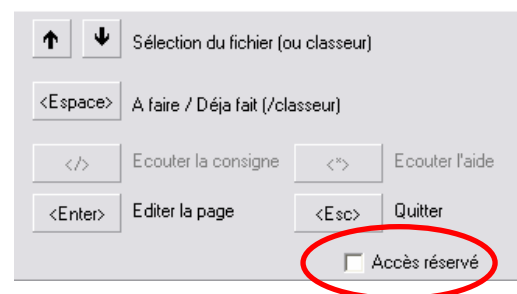 ↑ ↓ Sélection du fichier (ou classeur)
<Espace> A faire / Déja fait (/classeur)
</> Ecouter la consigne <*> Ecouter l'aide
<Enter> Editer la page <Esc> Quitter
Accès réservé